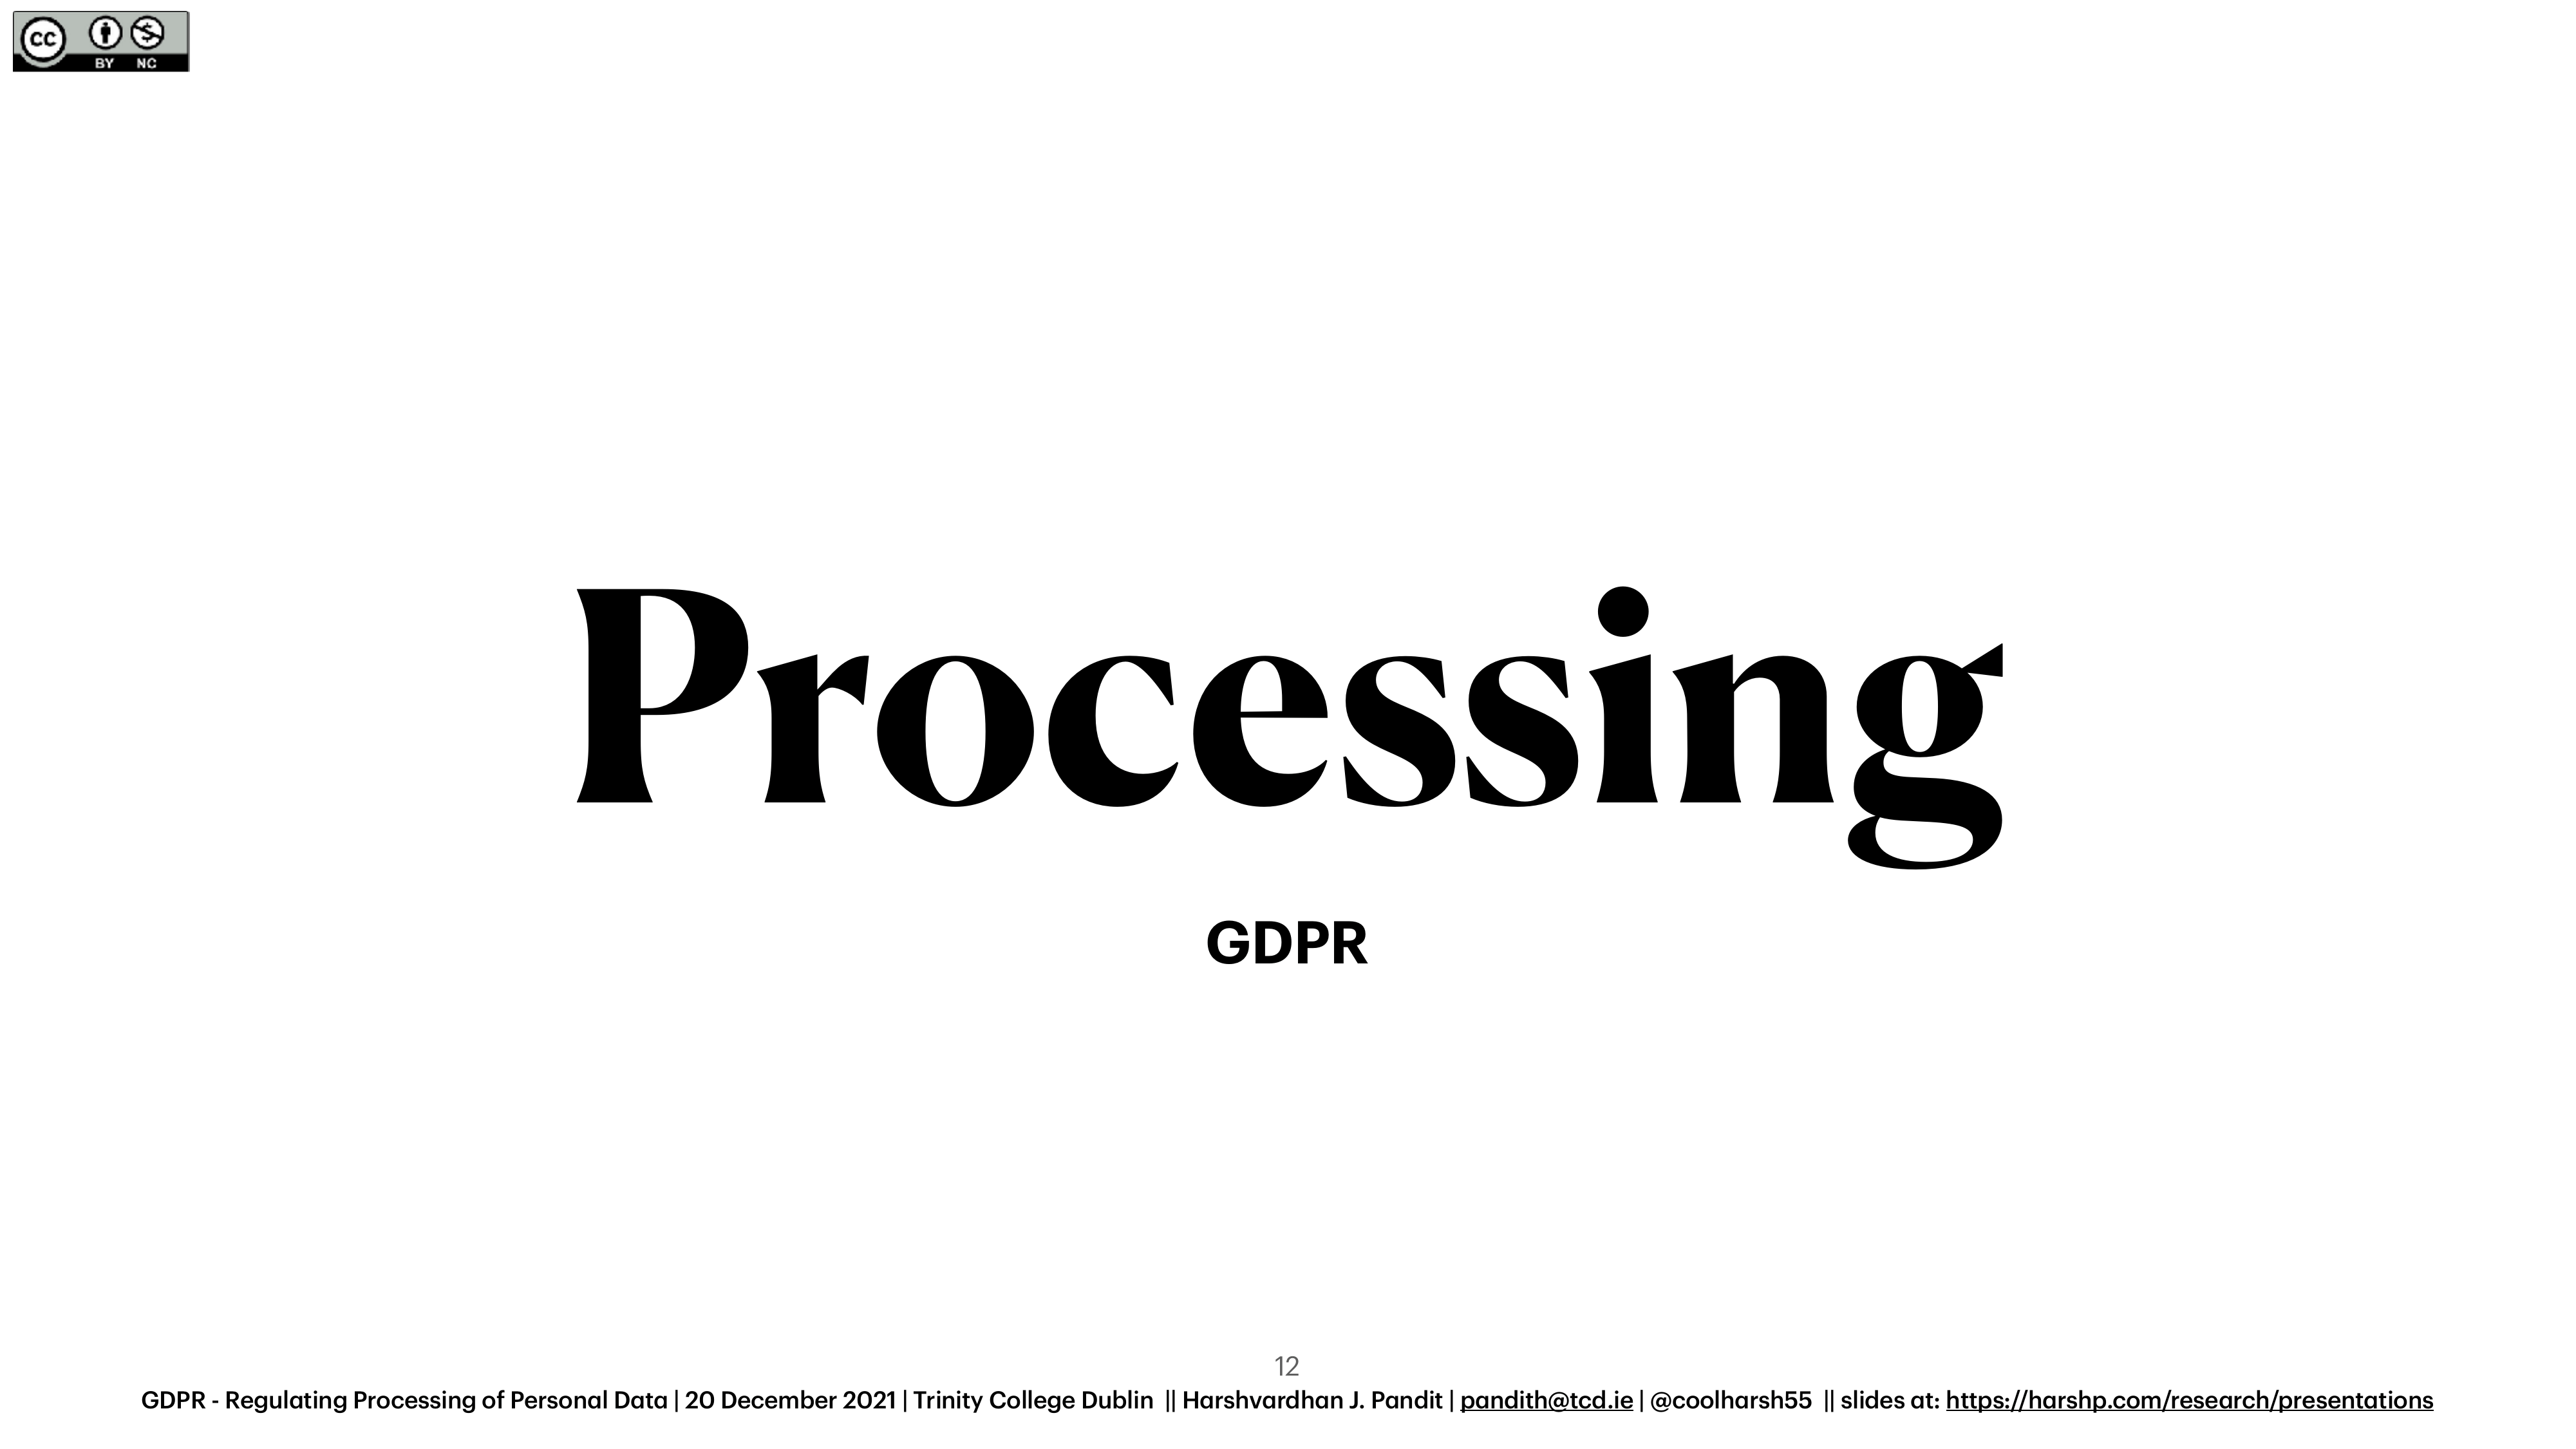 cc
BY NC
Processing
GDPR
12
GDPR - Regulating Processing of Personal Data | 20 December 2021 | Trinity College Dublin || Harshvardhan J. Pandit | pandith@tcd.ie | @coolharsh55 || slides at: https://harshp.com/research/presentations